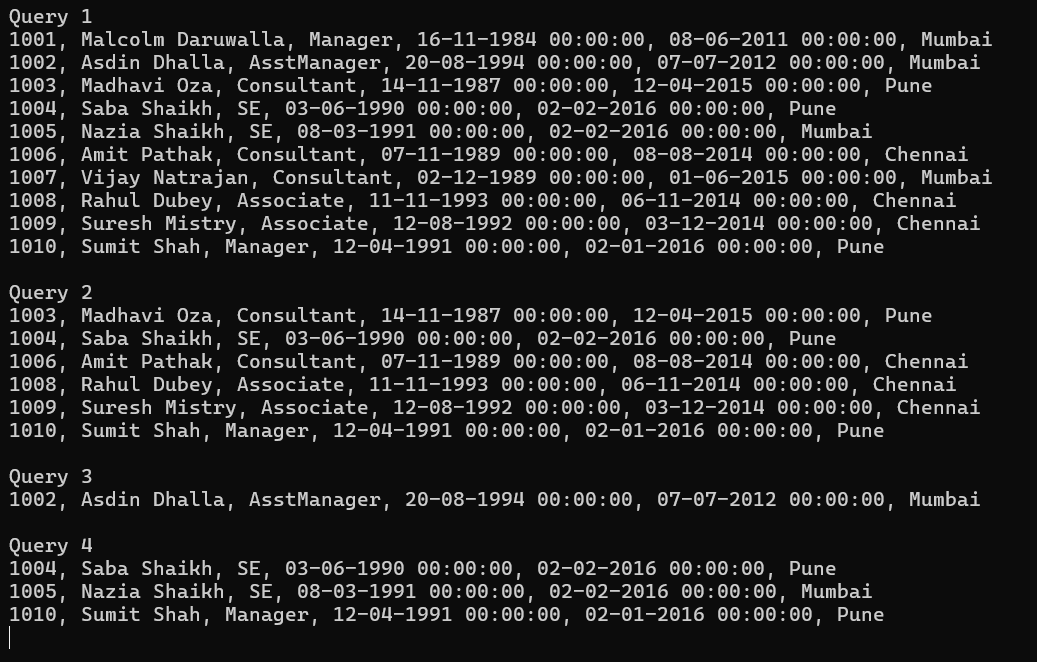 Query 1
1001, Malcolm Daruwalla, Manager, 16-11-1984 00:00:00, 08-06-2011 00:00:00, Mumbai
1002, Asdin Dhalla, AsstManager, 20-08-1994 00:00:00, 07-07-2012 00:00:00, Mumbai
1003, Madhavi Oza, Consultant, 14-11-1987 00:00:00, 12-04-2015 00:00:00, Pune
1004, Saba Shaikh, SE, 03-06-1990 00:00:00, 02-02-2016 00:00:00, Pune
1005, Nazia Shaikh, SE, 08-03-1991 00:00:00, 02-02-2016 00:00:00, Mumbai
1006, Amit Pathak, Consultant, 07-11-1989 00:00:00, 08-08-2014 00:00:00, Chennai
1007, Vijay Natrajan, Consultant, 02-12-1989 00:00:00, 01-06-2015 00:00:00, Mumbai
1008, Rahul Dubey, Associate, 11-11-1993 00:00:00, 06-11-2014 00:00:00, Chennai
1009, Suresh Mistry, Associate, 12-08-1992 00:00:00, 03-12-2014 00:00:00, Chennai
1010, Sumit Shah, Manager, 12-04-1991 00:00:00, 02-01-2016 00:00:00, Pune
Query 2
1003, Madhavi Oza, Consultant, 14-11-1987 00:00:00, 12-04-2015 00:00:00, Pune
1004, Saba Shaikh, SE, 03-06-1990 00:00:00, 02-02-2016 00:00:00, Pune
1006, Amit Pathak, Consultant, 07-11-1989 00:00:00, 08-08-2014 00:00:00, Chennai
1008, Rahul Dubey, Associate, 11-11-1993 00:00:00, 06-11-2014 00:00:00, Chennai
1009, Suresh Mistry, Associate, 12-08-1992 00:00:00, 03-12-2014 00:00:00, Chennai
1010, Sumit Shah, Manager, 12-04-1991 00:00:00, 02-01-2016 00:00:00, Pune
Query 3
1002, Asdin Dhalla, AsstManager, 20-08-1994 00:00:00, 07-07-2012 00:00:00, Mumbai
Query 4
1004, Saba Shaikh, SE, 03-06-1990 00:00:00, 02-02-2016 00:00:00, Pune
1005, Nazia Shaikh, SE, 08-03-1991 00:00:00, 02-02-2016 00:00:00, Mumbai
1010, Sumit Shah, Manager, 12-04-1991 00:00:00, 02-01-2016 00:00:00, Pune